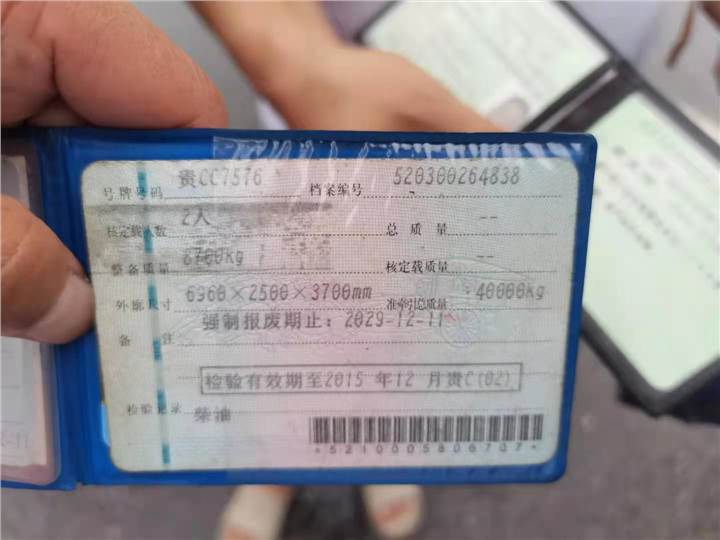 号牌号码 贵CC7576 档案编号 520300264838
核定载人数 2人 总质量 --
整备质量 8700kg 核定载质量 --
外廓尺寸 6960×2500×3700mm 准牵引总质量 40000kg
备注 强制报废期止：2029-12-11
检验有效期至2015年12月贵C(02)
检验记录 柴油
*5210005806707*